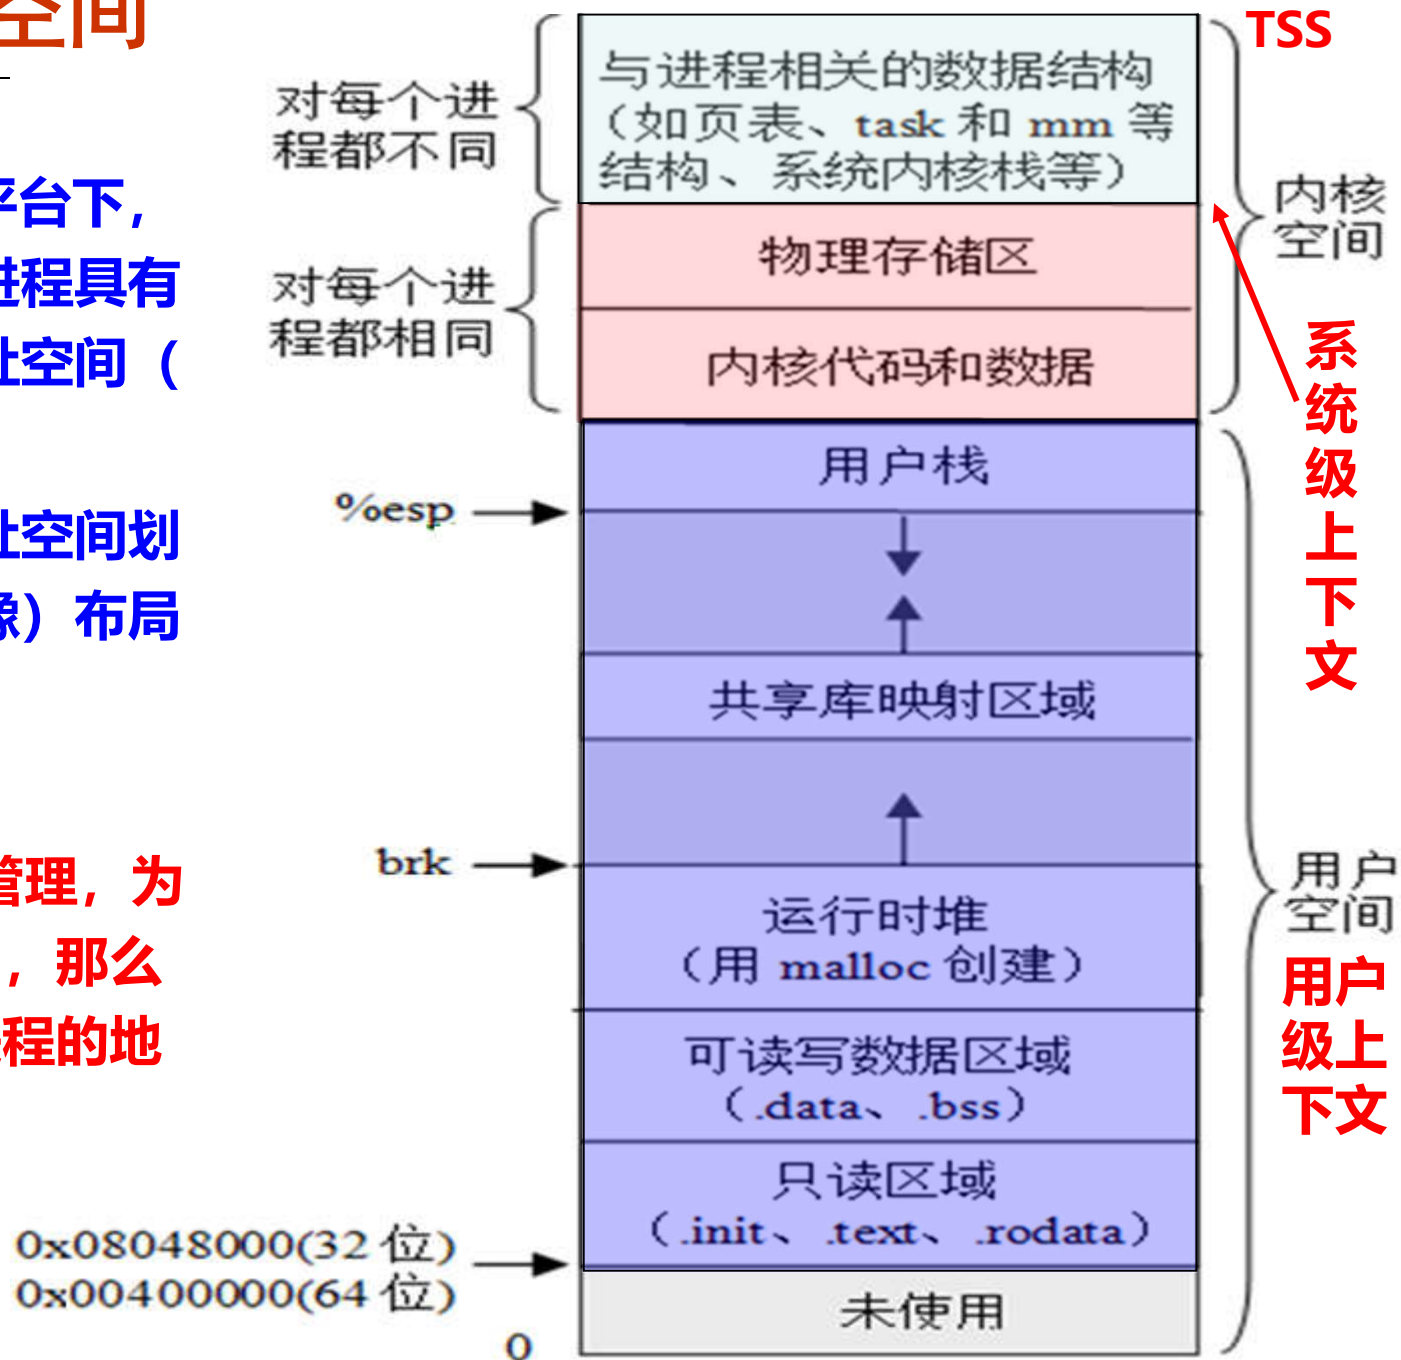 空间
TSS
平台下，
进程具有
址空间（
址空间划
像）布局
管理，为
，那么
程的地
对每个进
程都不同
对每个进
程都相同
与进程相关的数据结构
（如页表、task 和 mm 等
结构、系统内核栈等）
物理存储区
内核代码和数据
用户栈
%esp
共享库映射区域
brk
运行时堆
（用 malloc 创建）
可读写数据区域
（.data、.bss）
只读区域
（.init、.text、.rodata）
0x08048000(32 位)
0x00400000(64 位)
未使用
0
内核
空间
系
统
级
上
下
文
用户
空间
用户
级上
下文